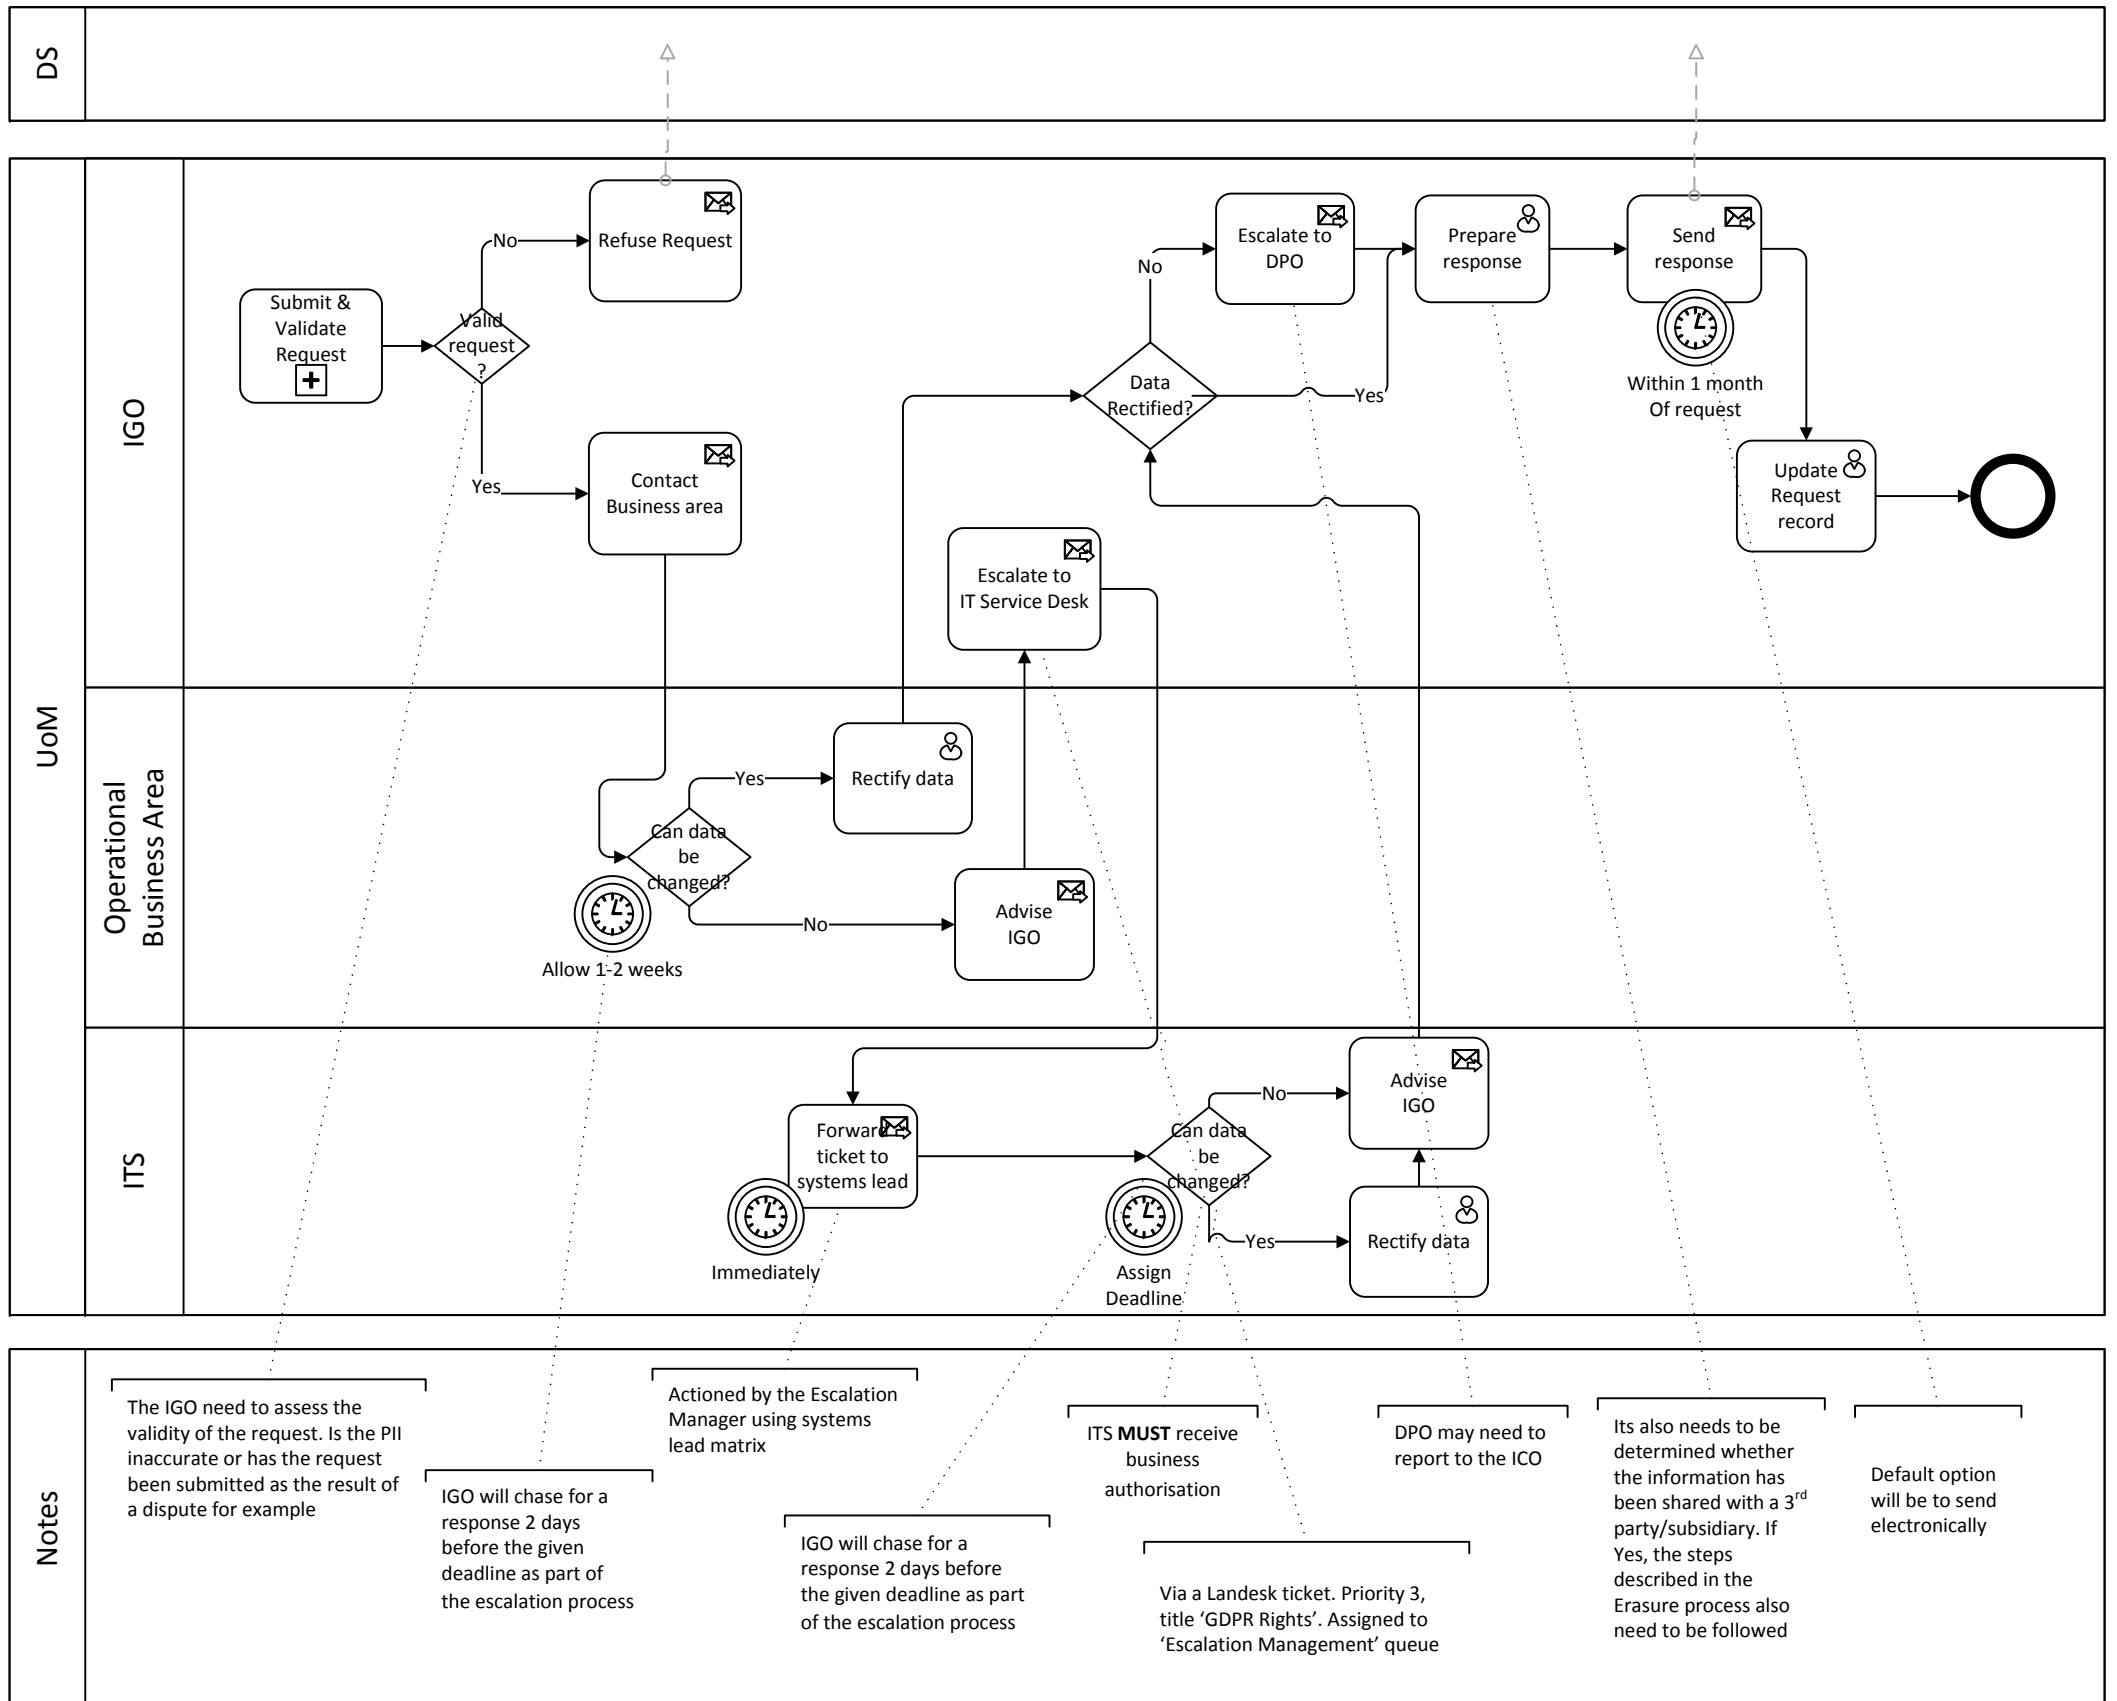 DS
UoM
IGO
Submit &
Validate
Request
Valid
request
?
No
Refuse Request
Yes
Contact
Business area
Escalate to
IT Service Desk
Data
Rectified?
No
Yes
Escalate to
DPO
Prepare
response
Send
response
Within 1 month
Of request
Update
Request
record
Operational
Business Area
Can data
be
changed?
Allow 1-2 weeks
Yes
Rectify data
No
Advise
IGO
ITS
Forward
ticket to
systems lead
Immediately
Can data
be
changed?
Assign
Deadline
No
Advise
IGO
Yes
Rectify data
Notes
The IGO need to assess the
validity of the request. Is the PII
inaccurate or has the request
been submitted as the result of
a dispute for example
IGO will chase for a
response 2 days
before the given
deadline as part of
the escalation process
Actioned by the Escalation
Manager using systems
lead matrix
IGO will chase for a
response 2 days before
the given deadline as part
of the escalation process
ITS MUST receive
business
authorisation
Via a Landesk ticket. Priority 3,
title ‘GDPR Rights’. Assigned to
‘Escalation Management’ queue
DPO may need to
report to the ICO
Its also needs to be
determined whether
the information has
been shared with a 3rd
party/subsidiary. If
Yes, the steps
described in the
Erasure process also
need to be followed
Default option
will be to send
electronically